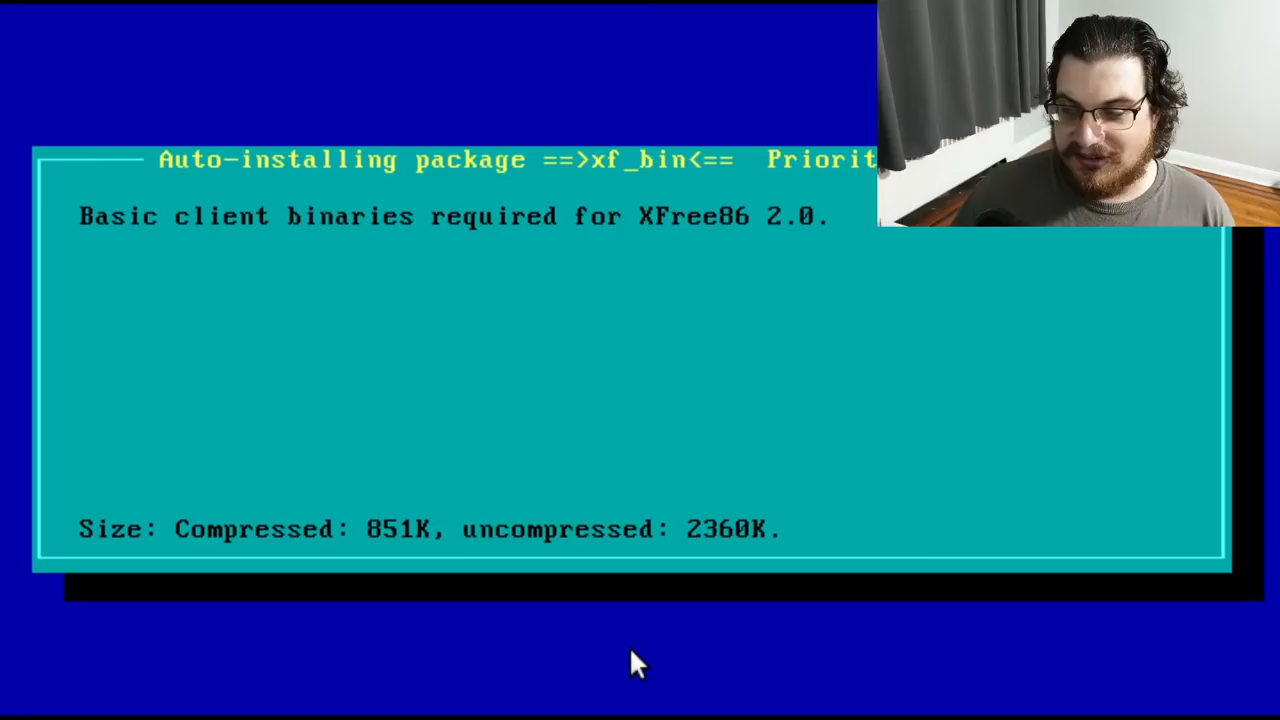 Auto-installing package ==>xf_bin<== Priorit
Basic client binaries required for XFree86 2.0.
Size: Compressed: 851K, uncompressed: 2360K.